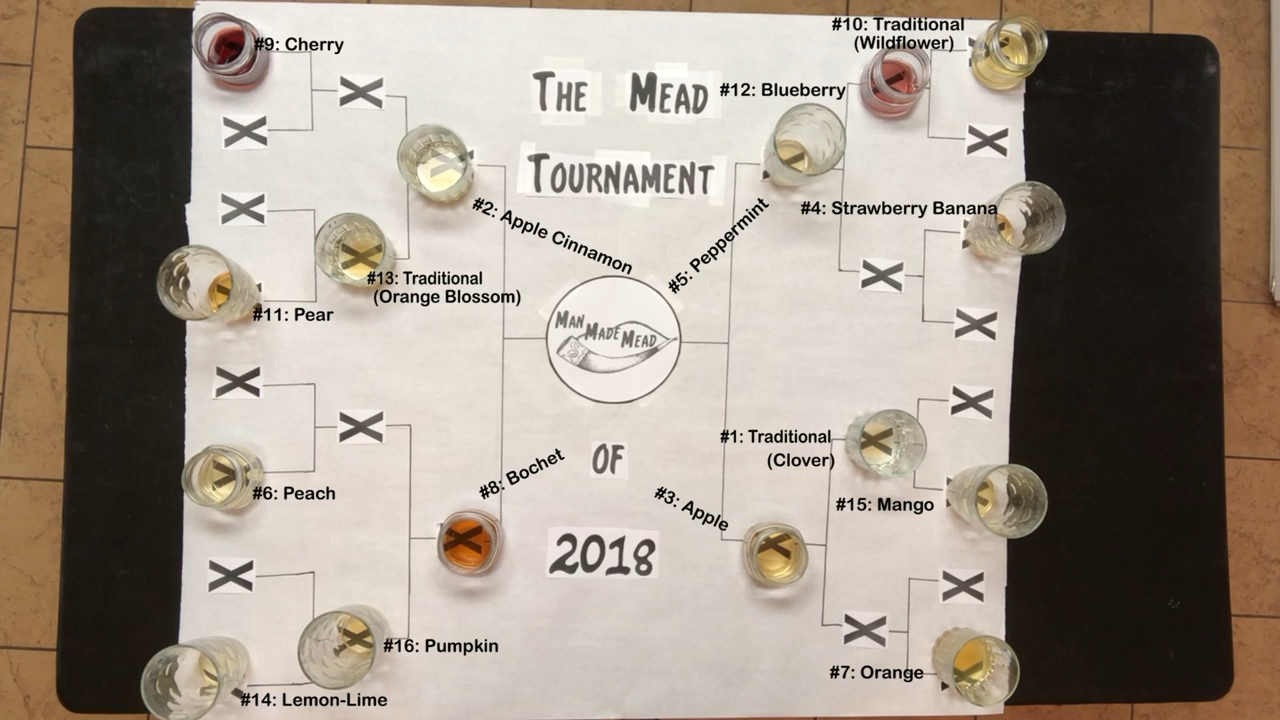 #10: Traditional
(Wildflower)
#9: Cherry
THE MEAD
#12: Blueberry
X
X
X
TOURNAMENT
#2: Apple Cinnamon
X
#4: Strawberry Banana
#5: Peppermint
#13: Traditional
(Orange Blossom)
X
#11: Pear
MAN MADE MEAD
X
X
X
X
#1: Traditional
(Clover)
OF
#8: Bochet
#6: Peach
#3: Apple
#15: Mango
2018
X
X
X
#16: Pumpkin
#7: Orange
#14: Lemon-Lime